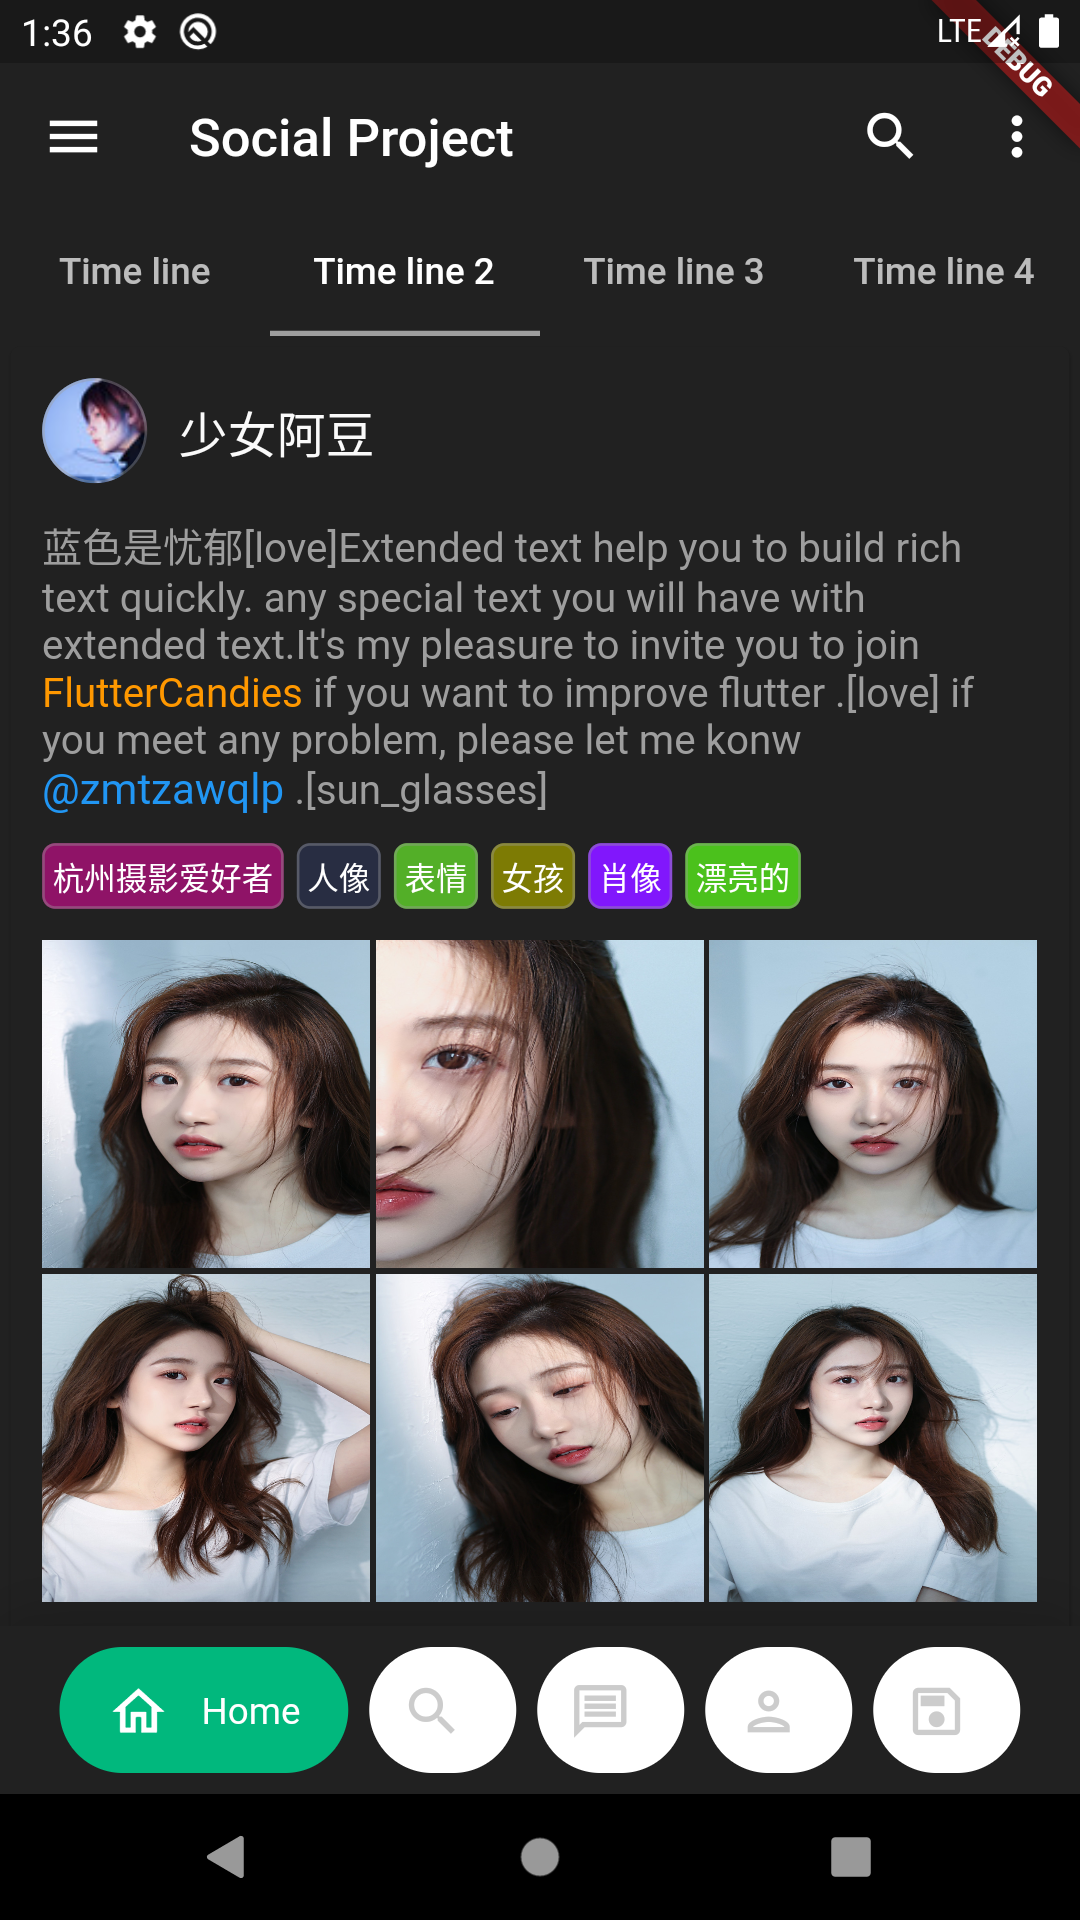 1:36
LTE
DEBUG
Social Project
Time line
Time line 2
Time line 3
Time line 4
少女阿豆
蓝色是忧郁[love]Extended text help you to build rich
text quickly. any special text you will have with
extended text.It's my pleasure to invite you to join
FlutterCandies if you want to improve flutter .[love] if
you meet any problem, please let me konw
@zmtzawqlp .[sun_glasses]
杭州摄影爱好者 人像 表情 女孩 肖像 漂亮的
Home